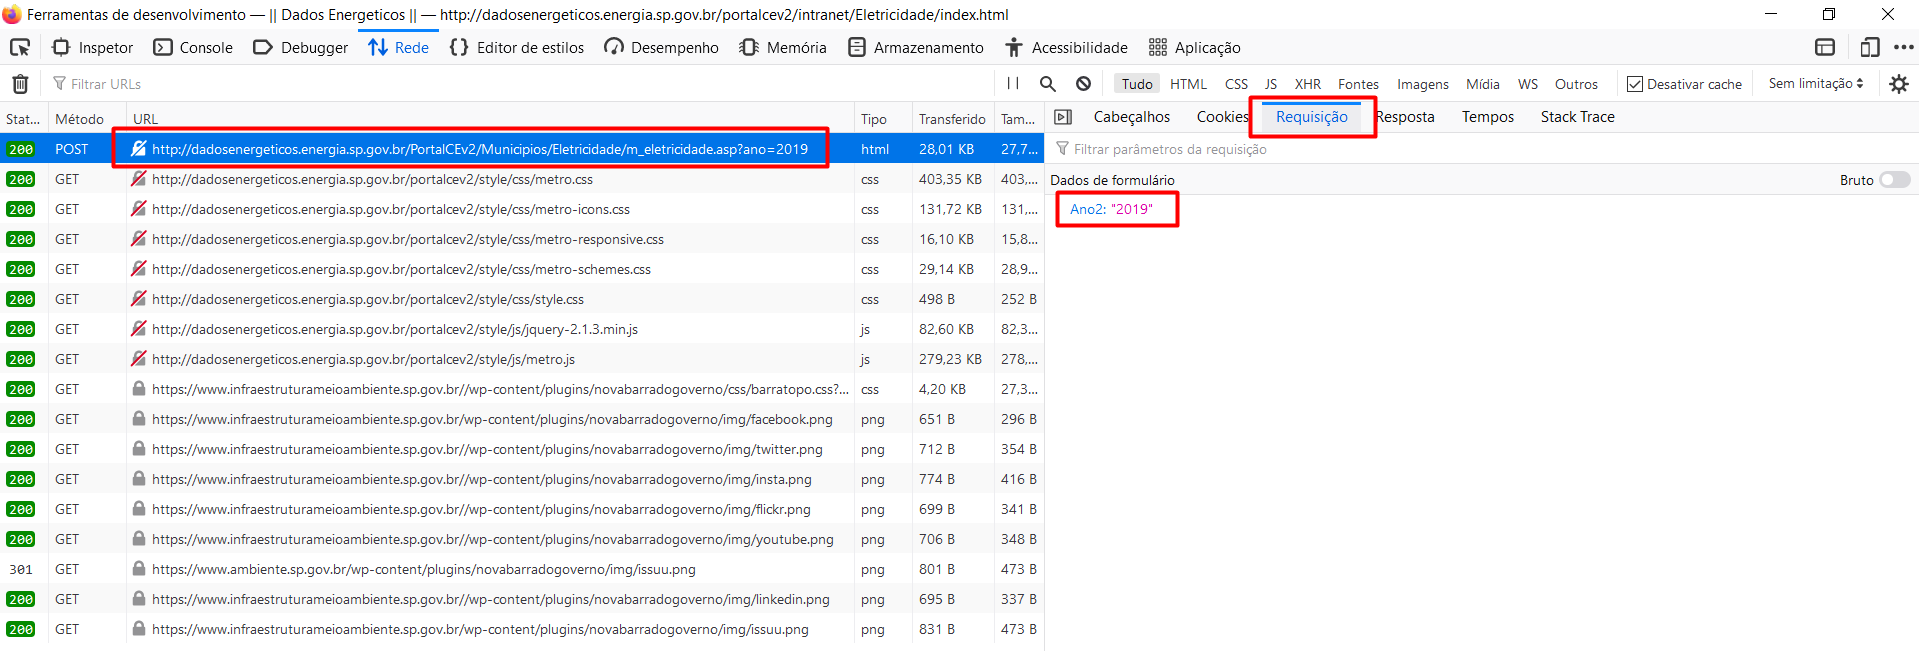 Ferramentas de desenvolvimento — || Dados Energeticos || — http://dadosenergeticos.energia.sp.gov.br/portalcev2/intranet/Eletricidade/index.html
Inspetor Console Debugger Rede Editor de estilos Desempenho Memória Armazenamento Acessibilidade Aplicação
Filtrar URLs Tudo HTML CSS JS XHR Fontes Imagens Mídia WS Outros Desativar cache Sem limitação
Stat... Método URL Tipo Transferido Tam... Cabeçalhos Cookies Requisição Resposta Tempos Stack Trace
200 POST http://dadosenergeticos.energia.sp.gov.br/PortalCEv2/Municipios/Eletricidade/m_eletricidade.asp?ano=2019 html 28,01 KB 27,7...
200 GET http://dadosenergeticos.energia.sp.gov.br/portalcev2/style/css/metro.css css 403,35 KB 403,...
200 GET http://dadosenergeticos.energia.sp.gov.br/portalcev2/style/css/metro-icons.css css 131,72 KB 131,...
200 GET http://dadosenergeticos.energia.sp.gov.br/portalcev2/style/css/metro-responsive.css css 16,10 KB 15,8...
200 GET http://dadosenergeticos.energia.sp.gov.br/portalcev2/style/css/metro-schemes.css css 29,14 KB 28,9...
200 GET http://dadosenergeticos.energia.sp.gov.br/portalcev2/style/css/style.css css 498 B 252 B
200 GET http://dadosenergeticos.energia.sp.gov.br/portalcev2/style/js/jquery-2.1.3.min.js js 82,60 KB 82,3...
200 GET http://dadosenergeticos.energia.sp.gov.br/portalcev2/style/js/metro.js js 279,23 KB 278,...
200 GET https://www.infraestruturameioambiente.sp.gov.br//wp-content/plugins/novabarradogoverno/css/barratopo.css?... css 4,20 KB 27,3...
200 GET https://www.infraestruturameioambiente.sp.gov.br/wp-content/plugins/novabarradogoverno/img/facebook.png png 651 B 296 B
200 GET https://www.infraestruturameioambiente.sp.gov.br//wp-content/plugins/novabarradogoverno/img/twitter.png png 712 B 354 B
200 GET https://www.infraestruturameioambiente.sp.gov.br//wp-content/plugins/novabarradogoverno/img/insta.png png 774 B 416 B
200 GET https://www.infraestruturameioambiente.sp.gov.br//wp-content/plugins/novabarradogoverno/img/flickr.png png 699 B 341 B
200 GET https://www.infraestruturameioambiente.sp.gov.br//wp-content/plugins/novabarradogoverno/img/youtube.png png 706 B 348 B
301 GET https://www.ambiente.sp.gov.br/wp-content/plugins/novabarradogoverno/img/issuu.png png 801 B 473 B
200 GET https://www.infraestruturameioambiente.sp.gov.br//wp-content/plugins/novabarradogoverno/img/linkedin.png png 695 B 337 B
200 GET https://www.infraestruturameioambiente.sp.gov.br/wp-content/plugins/novabarradogoverno/img/issuu.png png 831 B 473 B
Filtrar parâmetros da requisição
Dados de formulário Bruto
Ano2: "2019"